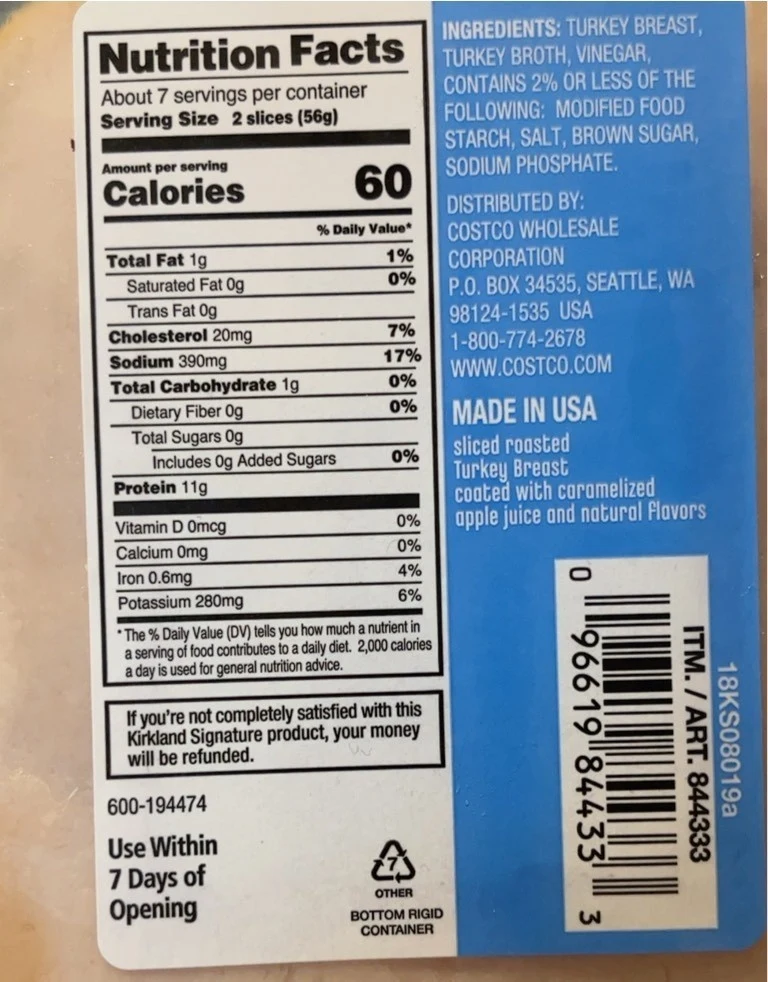 Nutrition Facts
About 7 servings per container
Serving Size 2 slices (56g)
Amount per serving
Calories 60
% Daily Value*
Total Fat 1g 1%
Saturated Fat 0g 0%
Trans Fat 0g
Cholesterol 20mg 7%
Sodium 390mg 17%
Total Carbohydrate 1g 0%
Dietary Fiber 0g 0%
Total Sugars 0g
Includes 0g Added Sugars 0%
Protein 11g
Vitamin D 0mcg 0%
Calcium 0mg 0%
Iron 0.6mg 4%
Potassium 280mg 6%
* The % Daily Value (DV) tells you how much a nutrient in
a serving of food contributes to a daily diet. 2,000 calories
a day is used for general nutrition advice.
If you're not completely satisfied with this
Kirkland Signature product, your money
will be refunded.
600-194474
Use Within
7 Days of
Opening
7
OTHER
BOTTOM RIGID
CONTAINER
INGREDIENTS: TURKEY BREAST,
TURKEY BROTH, VINEGAR,
CONTAINS 2% OR LESS OF THE
FOLLOWING: MODIFIED FOOD
STARCH, SALT, BROWN SUGAR,
SODIUM PHOSPHATE.
DISTRIBUTED BY:
COSTCO WHOLESALE
CORPORATION
P.O. BOX 34535, SEATTLE, WA
98124-1535 USA
1-800-774-2678
WWW.COSTCO.COM
MADE IN USA
sliced roasted
Turkey Breast
coated with caramelized
apple juice and natural flavors
18KS08019a
ITM. / ART. 844333
0 96619 84433 3